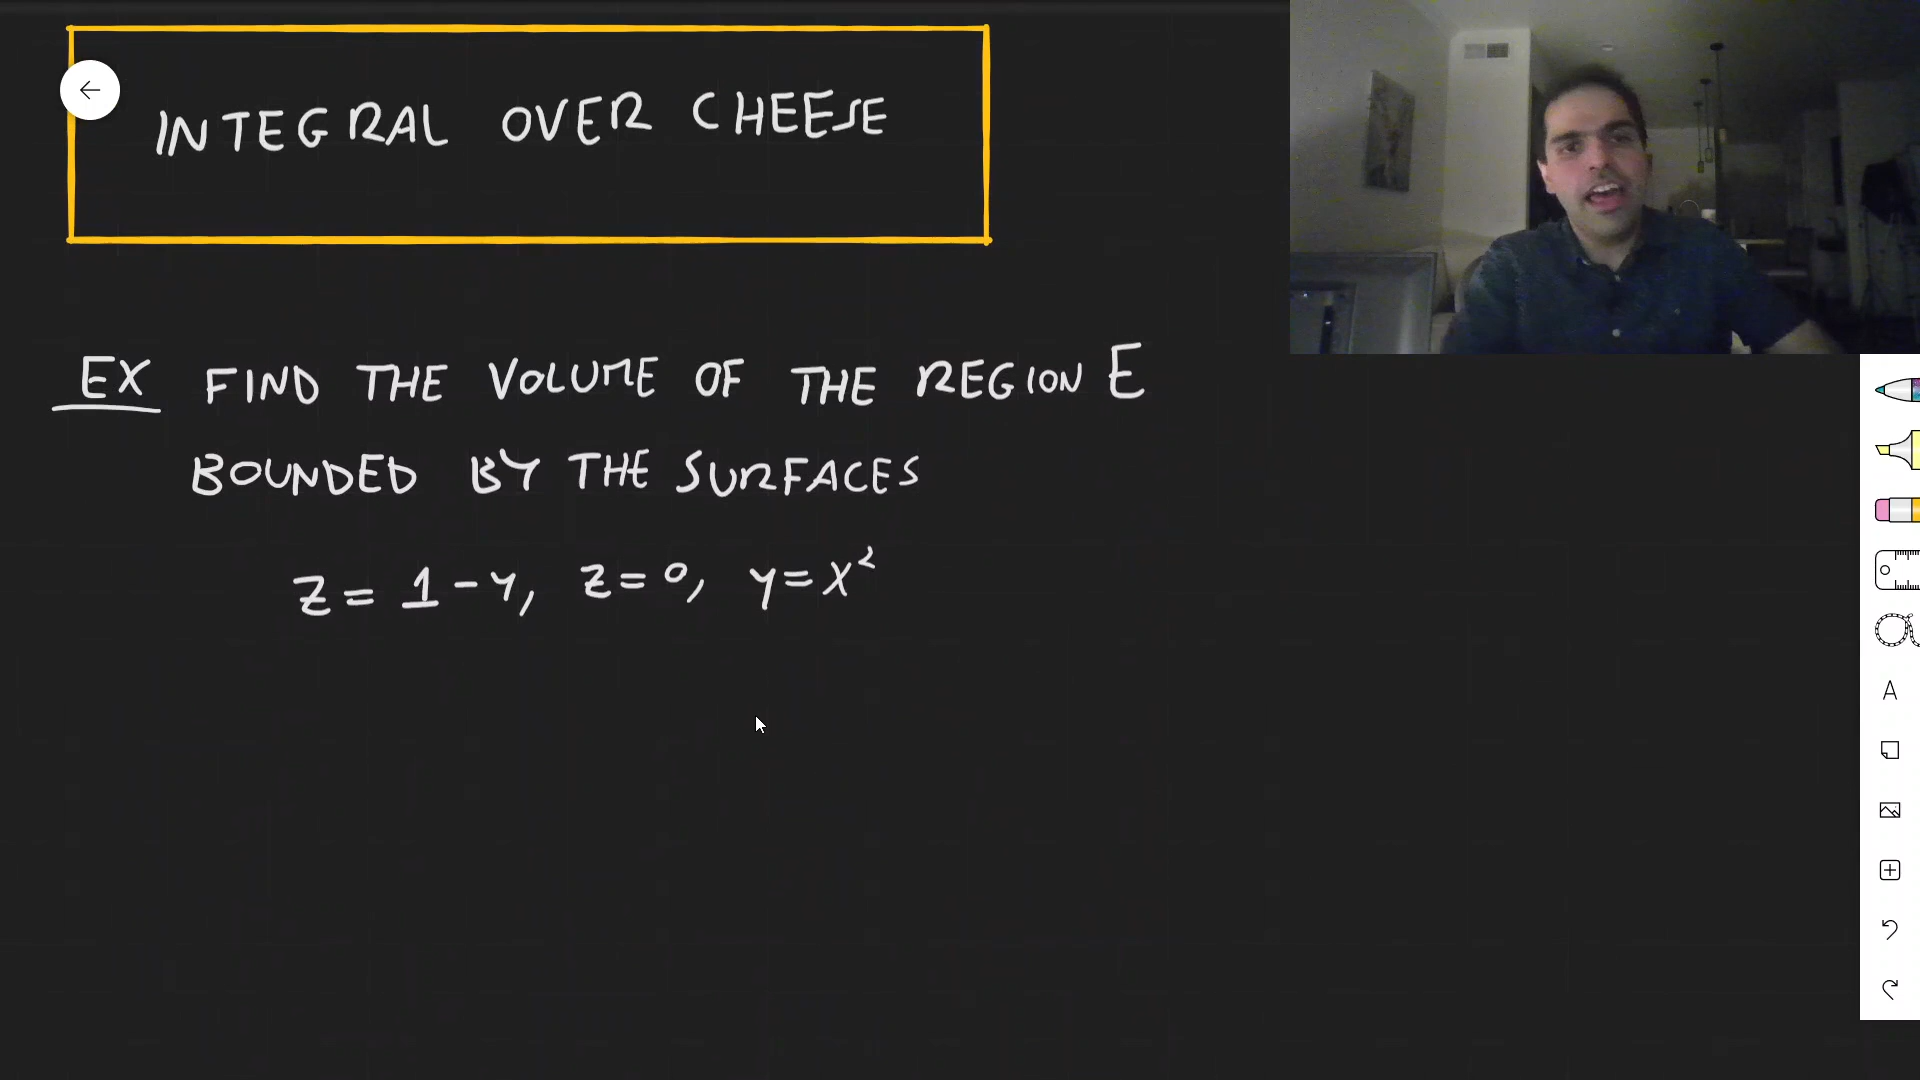 INTEGRAL OVER CHEESE
EX FIND THE VOLUME OF THE REGION E
BOUNDED BY THE SURFACES
z = 1 - y, z = 0, y = x²
A